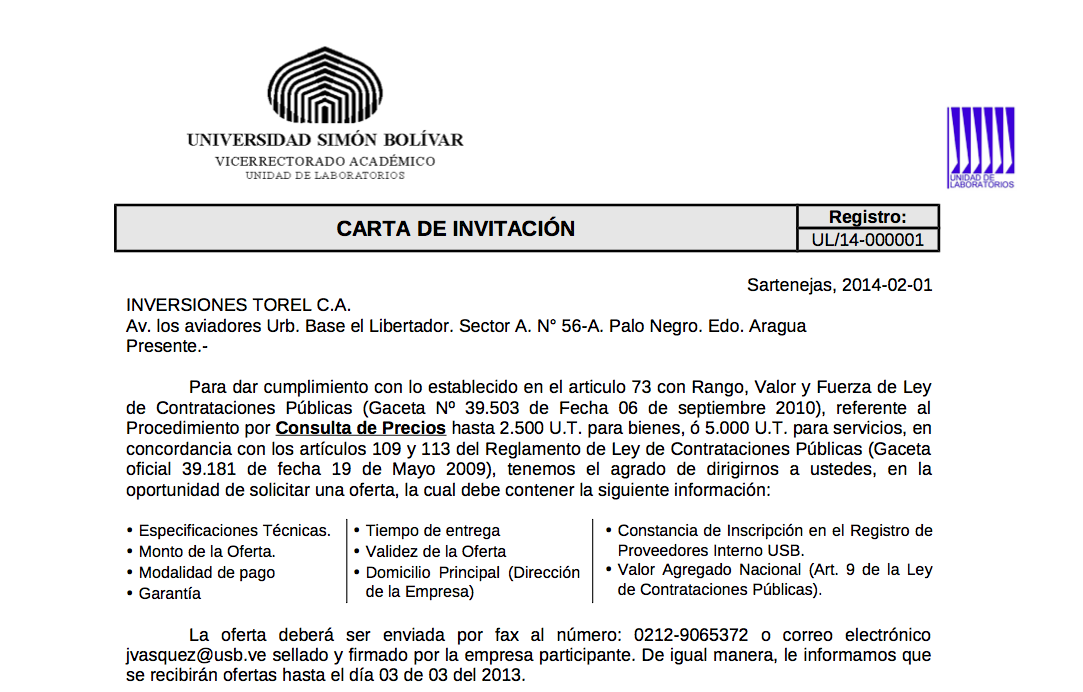 UNIVERSIDAD SIMÓN BOLÍVAR
VICERRECTORADO ACADÉMICO
UNIDAD DE LABORATORIOS
UNIDAD DE
LABORATORIOS
CARTA DE INVITACIÓN
Registro:
UL/14-000001
Sartenejas, 2014-02-01
INVERSIONES TOREL C.A.
Av. los aviadores Urb. Base el Libertador. Sector A. N° 56-A. Palo Negro. Edo. Aragua
Presente.-
Para dar cumplimiento con lo establecido en el articulo 73 con Rango, Valor y Fuerza de Ley
de Contrataciones Públicas (Gaceta Nº 39.503 de Fecha 06 de septiembre 2010), referente al
Procedimiento por Consulta de Precios hasta 2.500 U.T. para bienes, ó 5.000 U.T. para servicios, en
concordancia con los artículos 109 y 113 del Reglamento de Ley de Contrataciones Públicas (Gaceta
oficial 39.181 de fecha 19 de Mayo 2009), tenemos el agrado de dirigirnos a ustedes, en la
oportunidad de solicitar una oferta, la cual debe contener la siguiente información:
• Especificaciones Técnicas.
• Monto de la Oferta.
• Modalidad de pago
• Garantía
• Tiempo de entrega
• Validez de la Oferta
• Domicilio Principal (Dirección
de la Empresa)
• Constancia de Inscripción en el Registro de
Proveedores Interno USB.
• Valor Agregado Nacional (Art. 9 de la Ley
de Contrataciones Públicas).
La oferta deberá ser enviada por fax al número: 0212-9065372 o correo electrónico
jvasquez@usb.ve sellado y firmado por la empresa participante. De igual manera, le informamos que
se recibirán ofertas hasta el día 03 de 03 del 2013.